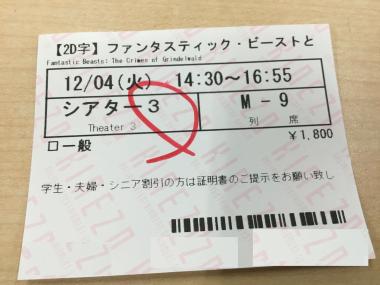 【2D字】ファンタスティック・ビーストと
Fantastic Beasts: The Crimes of Grindelwald
12/04(火) 14:30～16:55
シアター3 M - 9
Theater 3 列 席
￥1,800
口一般
学生・夫婦・シニア割引の方は証明書のご提示をお願い致し